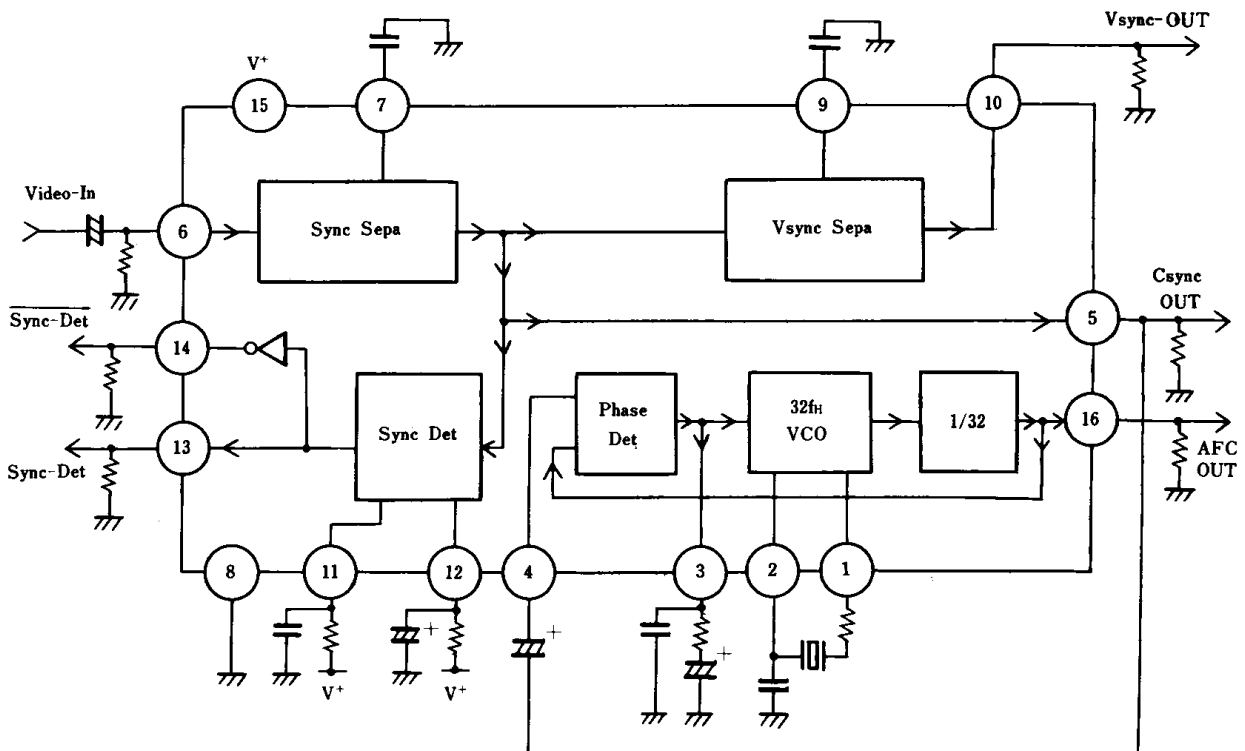 Vsync-OUT
V⁺
15
7
9
10
Video-In
6
Sync Sepa
Vsync Sepa
Csync
OUT
5
S̅y̅n̅c̅-̅D̅e̅t̅
14
Phase
Det
32fH
VCO
1/32
16
Sync Det
13
Sync-Det
AFC
OUT
8
11
12
4
3
2
1
+
+
+
V⁺
V⁺